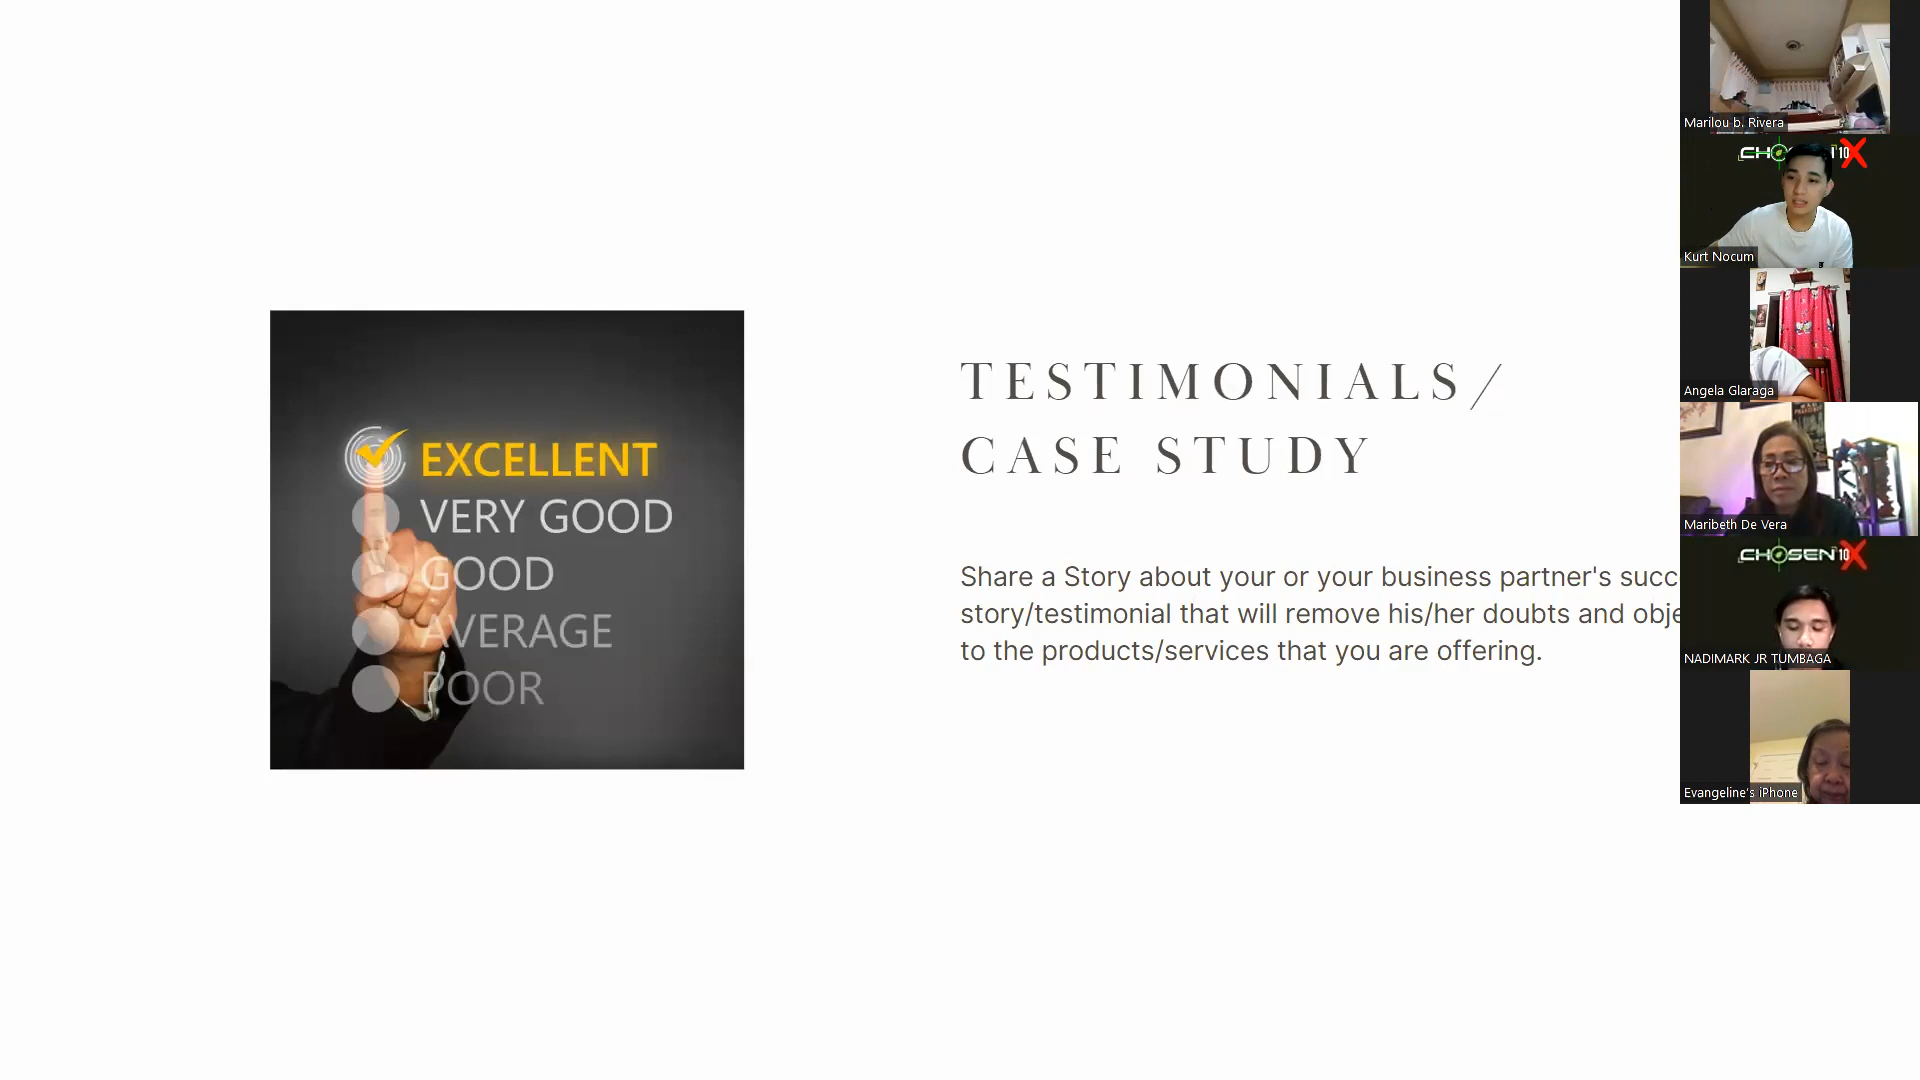 EXCELLENT
VERY GOOD
GOOD
AVERAGE
POOR
TESTIMONIALS/
CASE STUDY
Share a Story about your or your business partner's succ
story/testimonial that will remove his/her doubts and obje
to the products/services that you are offering.
Marilou b. Rivera
Kurt Nocum
Angela Glaraga
Maribeth De Vera
CHOSEN 10X
NADIMARK JR TUMBAGA
Evangeline's iPhone